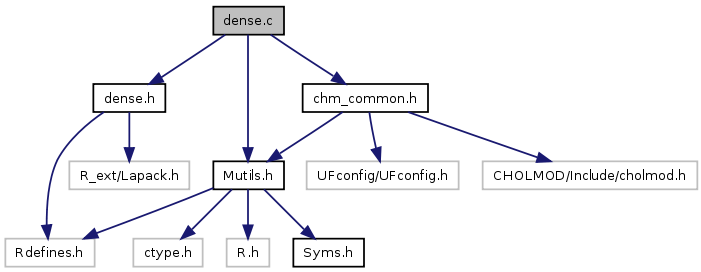 dense.c
dense.h
chm_common.h
R_ext/Lapack.h
Mutils.h
UFconfig/UFconfig.h
CHOLMOD/Include/cholmod.h
Rdefines.h
ctype.h
R.h
Syms.h